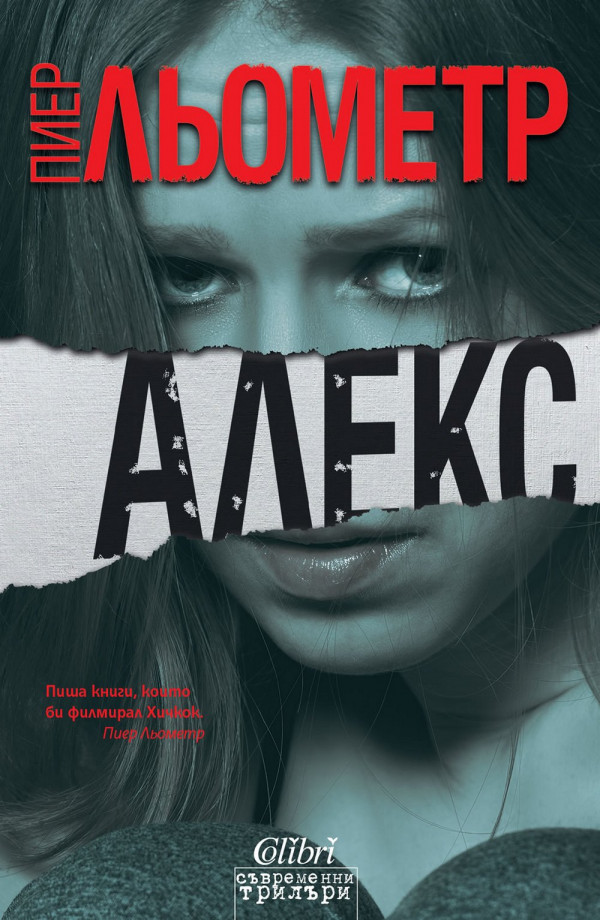 ПИЕР
ЛЬОМЕТР
АЛЕКС
Пиша книги, които
би филмирал Хичкок.
Пиер Льометр
Colibri
СЪВРЕМЕННИ
ТРИЛЪРИ